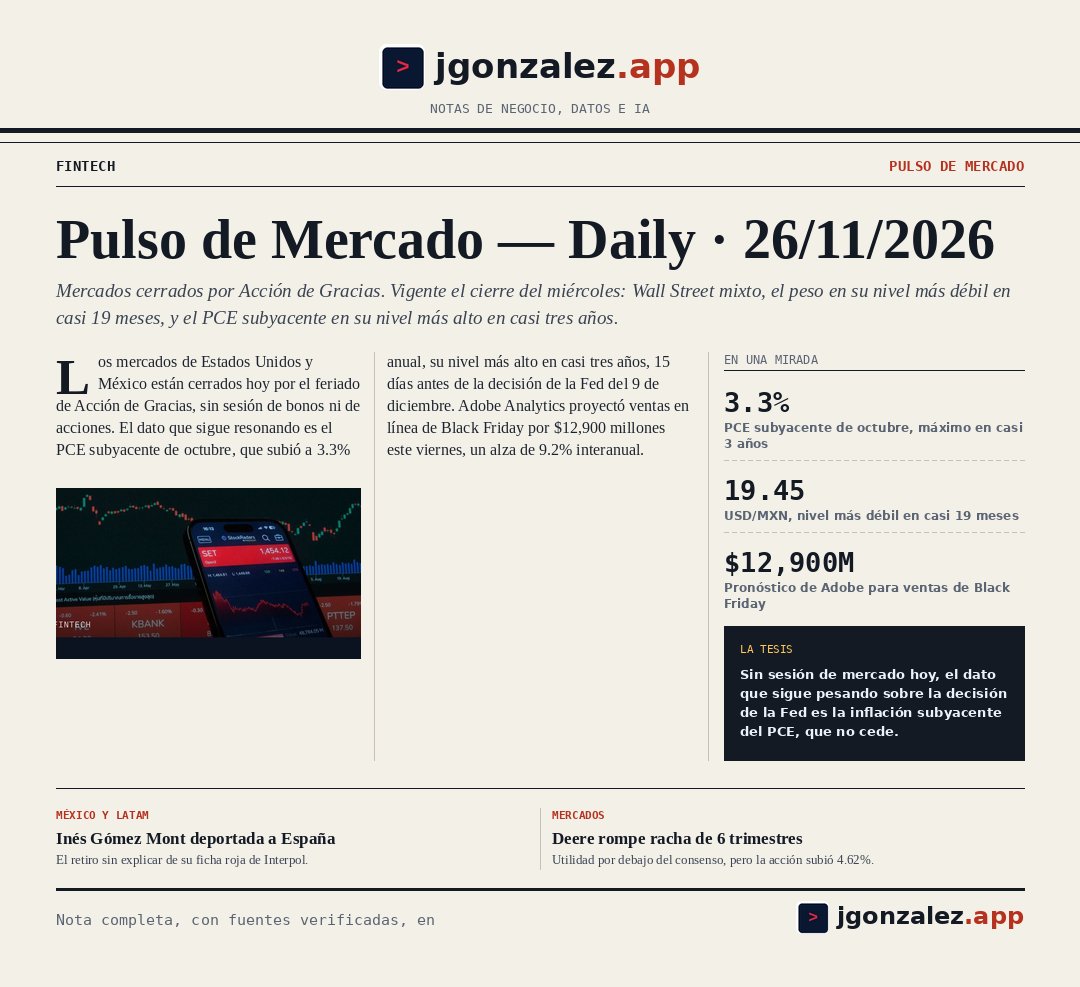 > jgonzalez.app
NOTAS DE NEGOCIO, DATOS E IA
FINTECH
PULSO DE MERCADO
Pulso de Mercado — Daily · 26/11/2026
Mercados cerrados por Acción de Gracias. Vigente el cierre del miércoles: Wall Street mixto, el peso en su nivel más débil en
casi 19 meses, y el PCE subyacente en su nivel más alto en casi tres años.
Los mercados de Estados Unidos y
México están cerrados hoy por el feriado
de Acción de Gracias, sin sesión de bonos ni de
acciones. El dato que sigue resonando es el
PCE subyacente de octubre, que subió a 3.3%
StockRadars
SET
1,454.12
KBANK
153.50
PTTEP
137.50
FINTECH
anual, su nivel más alto en casi tres años, 15
días antes de la decisión de la Fed del 9 de
diciembre. Adobe Analytics proyectó ventas en
línea de Black Friday por $12,900 millones
este viernes, un alza de 9.2% interanual.
EN UNA MIRADA
3.3%
PCE subyacente de octubre, máximo en casi
3 años
19.45
USD/MXN, nivel más débil en casi 19 meses
$12,900M
Pronóstico de Adobe para ventas de Black
Friday
LA TESIS
Sin sesión de mercado hoy, el dato
que sigue pesando sobre la decisión
de la Fed es la inflación subyacente
del PCE, que no cede.
MÉXICO Y LATAM
Inés Gómez Mont deportada a España
El retiro sin explicar de su ficha roja de Interpol.
MERCADOS
Deere rompe racha de 6 trimestres
Utilidad por debajo del consenso, pero la acción subió 4.62%.
Nota completa, con fuentes verificadas, en
> jgonzalez.app